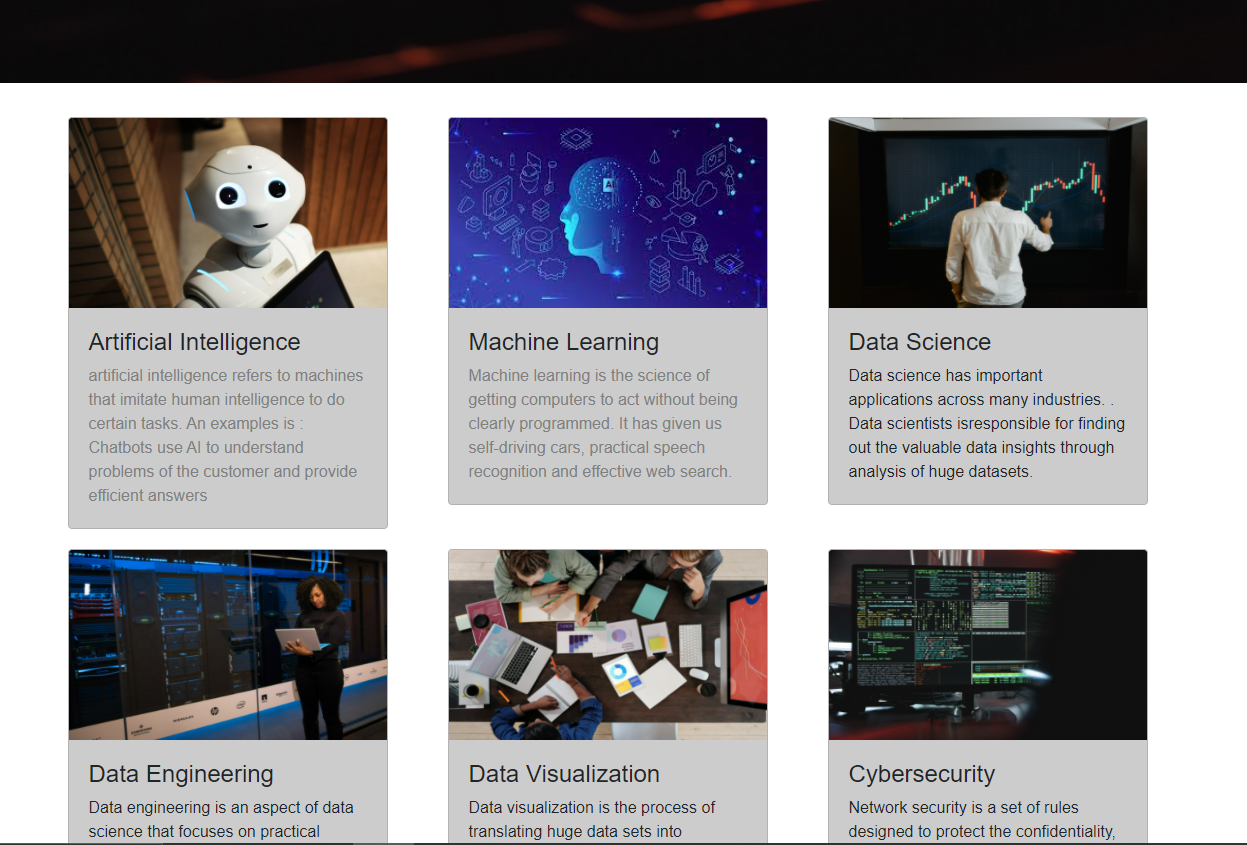 AI
Artificial Intelligence
artificial intelligence refers to machines
that imitate human intelligence to do
certain tasks. An examples is :
Chatbots use AI to understand
problems of the customer and provide
efficient answers
Machine Learning
Machine learning is the science of
getting computers to act without being
clearly programmed. It has given us
self-driving cars, practical speech
recognition and effective web search.
Data Science
Data science has important
applications across many industries. .
Data scientists isresponsible for finding
out the valuable data insights through
analysis of huge datasets.
Data Engineering
Data engineering is an aspect of data
science that focuses on practical
Data Visualization
Data visualization is the process of
translating huge data sets into
Cybersecurity
Network security is a set of rules
designed to protect the confidentiality,